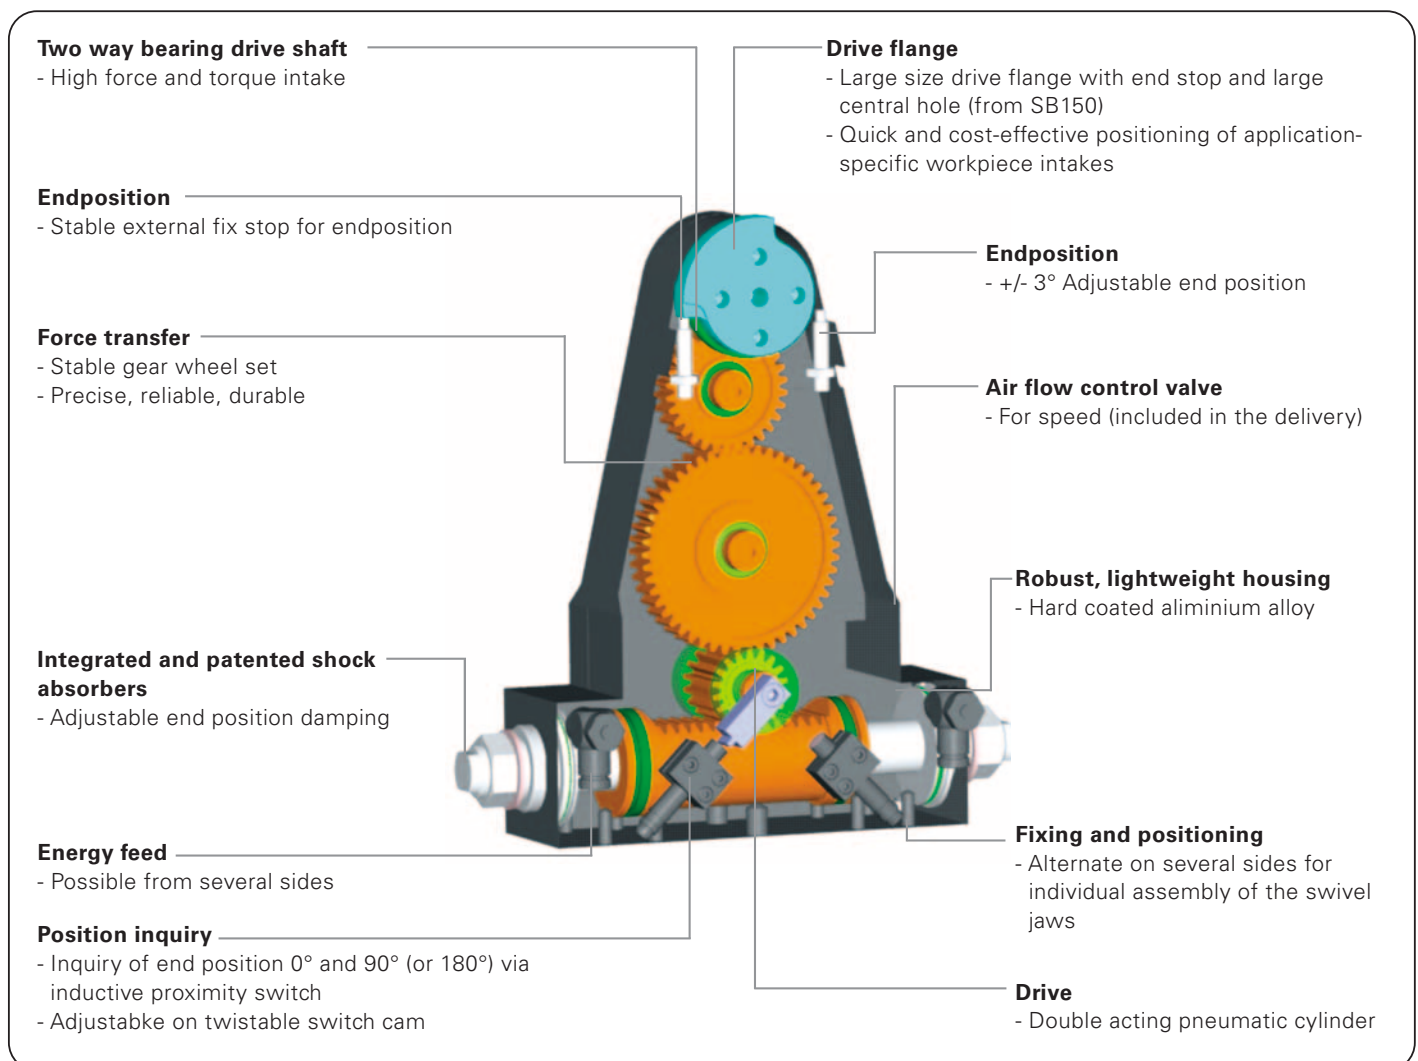 Two way bearing drive shaft
- High force and torque intake
Endposition
- Stable external fix stop for endposition
Force transfer
- Stable gear wheel set
- Precise, reliable, durable
Integrated and patented shock
absorbers
- Adjustable end position damping
Energy feed
- Possible from several sides
Position inquiry
- Inquiry of end position 0° and 90° (or 180°) via
inductive proximity switch
- Adjustabke on twistable switch cam
Drive flange
- Large size drive flange with end stop and large
central hole (from SB150)
- Quick and cost-effective positioning of application-
specific workpiece intakes
Endposition
- +/- 3° Adjustable end position
Air flow control valve
- For speed (included in the delivery)
Robust, lightweight housing
- Hard coated aliminium alloy
Fixing and positioning
- Alternate on several sides for
individual assembly of the swivel
jaws
Drive
- Double acting pneumatic cylinder